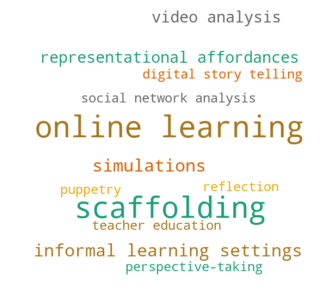 video analysis
representational affordances
digital story telling
social network analysis
online learning
simulations
reflection
puppetry
scaffolding
teacher education
informal learning settings
perspective-taking